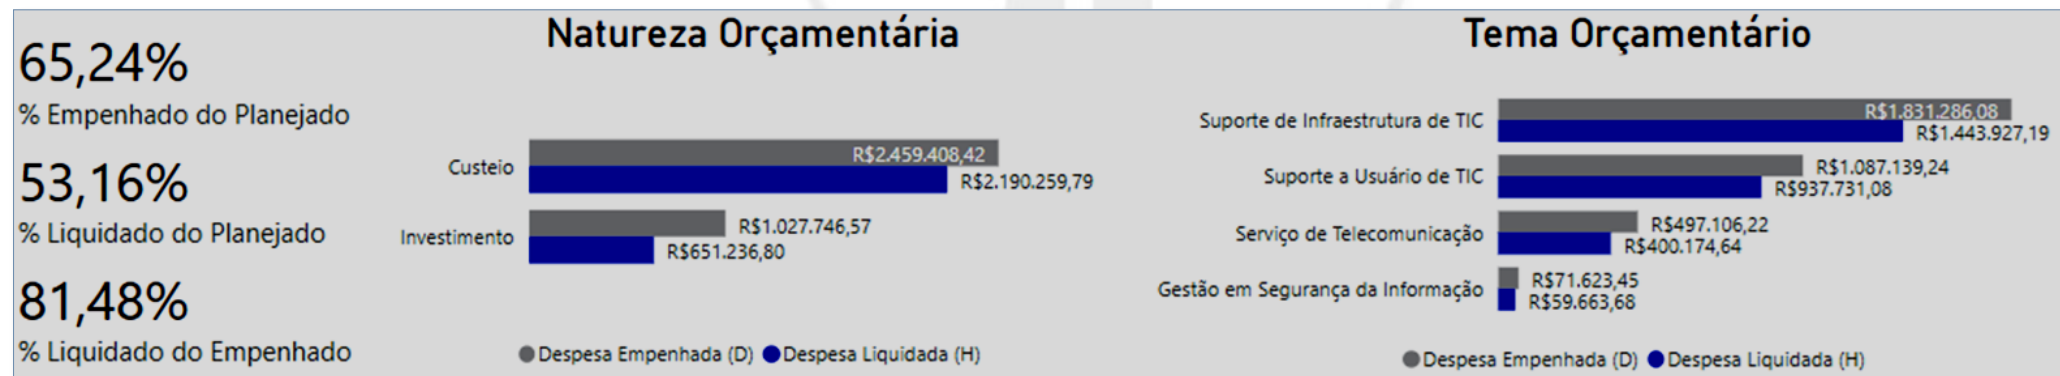 65,24%
% Empenhado do Planejado
53,16%
% Liquidado do Planejado
81,48%
% Liquidado do Empenhado
Natureza Orçamentária
Custeio
R$2.459.408,42
R$2.190.259,79
Investimento
R$1.027.746,57
R$651.236,80
Despesa Empenhada (D) Despesa Liquidada (H)
Tema Orçamentário
Suporte de Infraestrutura de TIC
R$1.831.286,08
R$1.443.927,19
Suporte a Usuário de TIC
R$1.087.139,24
R$937.731,08
Serviço de Telecomunicação
R$497.106,22
R$400.174,64
Gestão em Segurança da Informação
R$71.623,45
R$59.663,68
Despesa Empenhada (D) Despesa Liquidada (H)